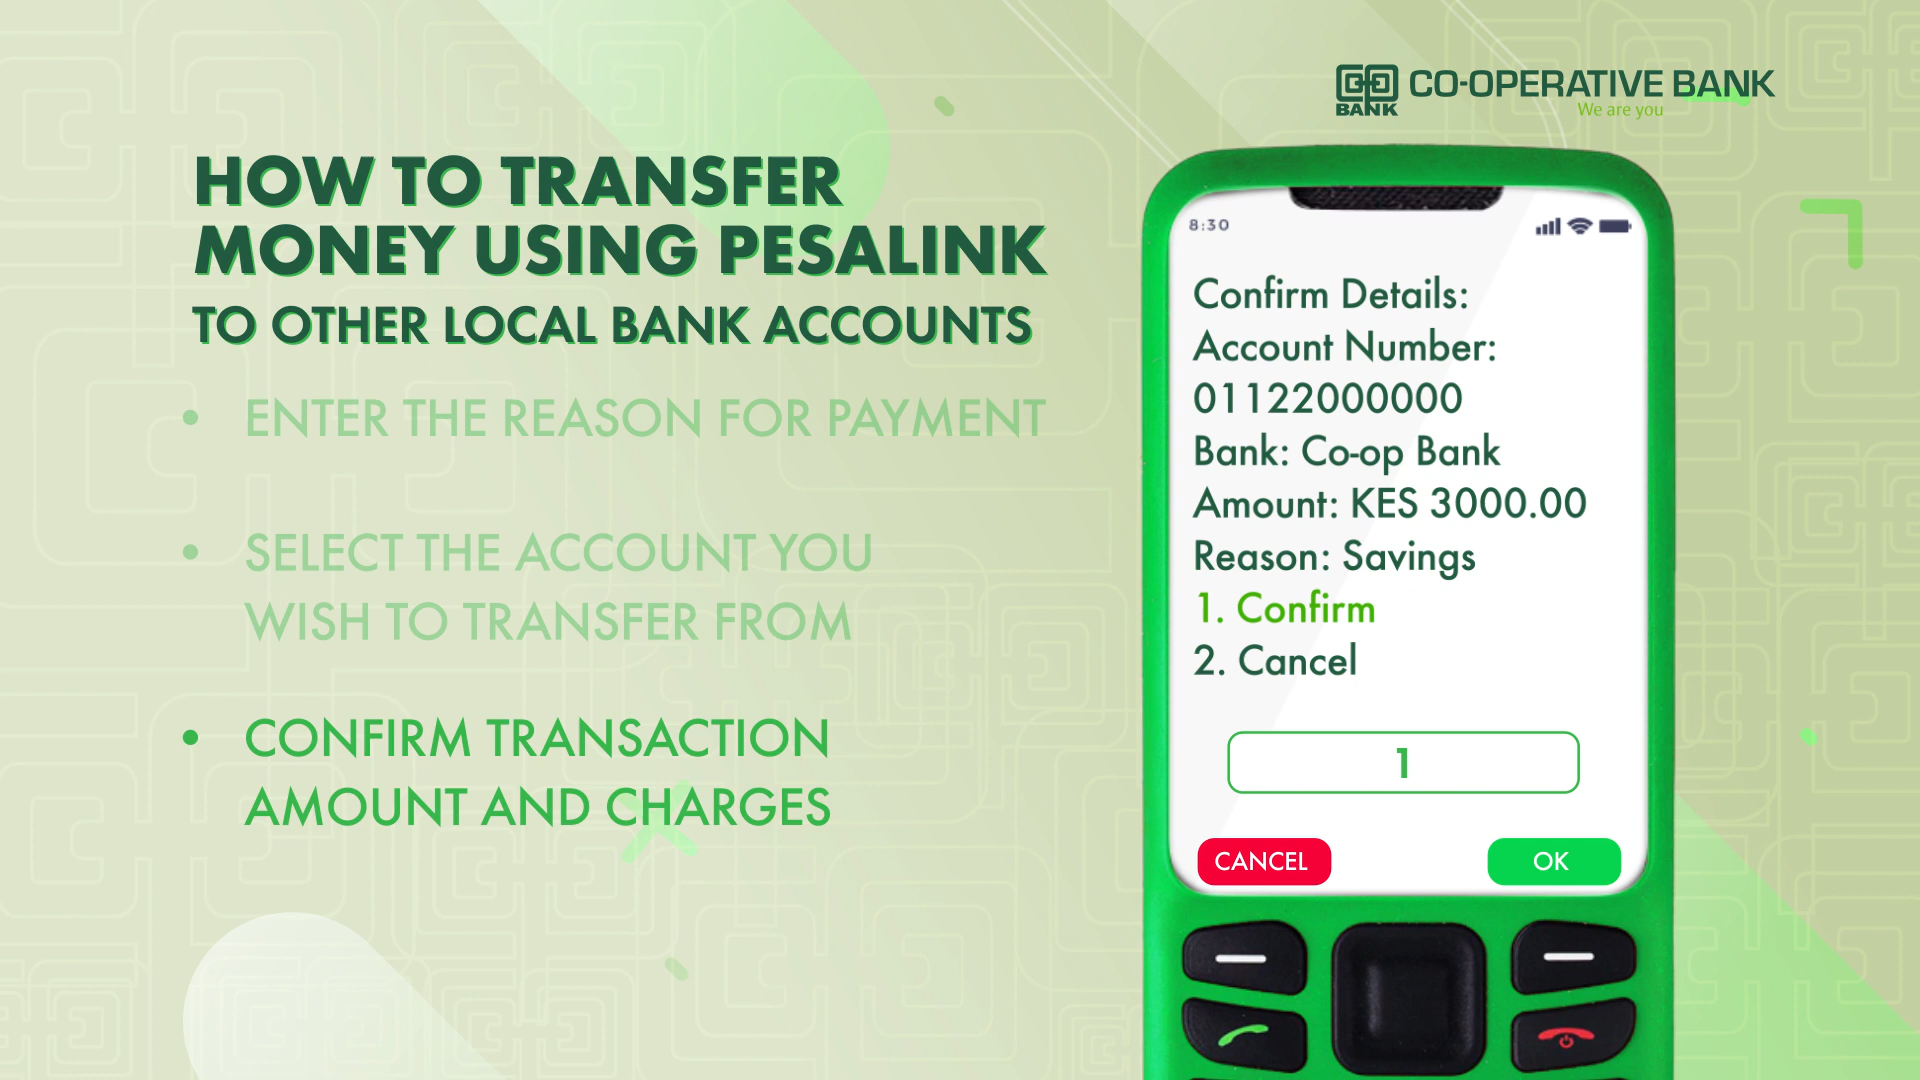 BANK
CO-OPERATIVE BANK
We are you
HOW TO TRANSFER
MONEY USING PESALINK
TO OTHER LOCAL BANK ACCOUNTS
• ENTER THE REASON FOR PAYMENT
• SELECT THE ACCOUNT YOU
WISH TO TRANSFER FROM
• CONFIRM TRANSACTION
AMOUNT AND CHARGES
8:30
Confirm Details:
Account Number:
01122000000
Bank: Co-op Bank
Amount: KES 3000.00
Reason: Savings
1. Confirm
2. Cancel
1
CANCEL
OK